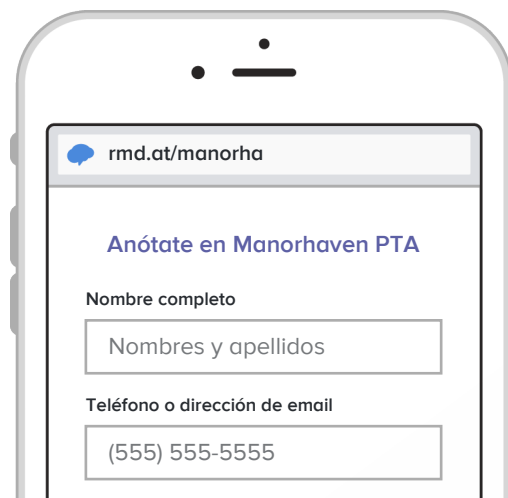 rmd.at/manorha
Anótate en Manorhaven PTA
Nombre completo
Nombres y apellidos
Teléfono o dirección de email
(555) 555-5555